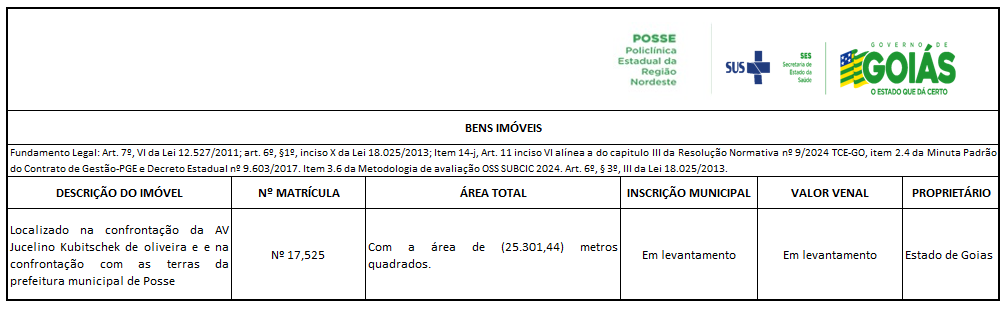 POSSE
Policlínica
Estadual da
Região
Nordeste
SUS
SES
Secretaria de
Estado da
Saúde
GOVERNO DE
GOIÁS
O ESTADO QUE DÁ CERTO
BENS IMÓVEIS
Fundamento Legal: Art. 7º, VI da Lei 12.527/2011; art. 6º, §1º, inciso X da Lei 18.025/2013; Item 14-j, Art. 11 inciso VI alínea a do capitulo III da Resolução Normativa nº 9/2024 TCE-GO, item 2.4 da Minuta Padrão
do Contrato de Gestão-PGE e Decreto Estadual nº 9.603/2017. Item 3.6 da Metodologia de avaliação OSS SUBCIC 2024. Art. 6º, § 3º, III da Lei 18.025/2013.
DESCRIÇÃO DO IMÓVEL Nº MATRÍCULA ÁREA TOTAL INSCRIÇÃO MUNICIPAL VALOR VENAL PROPRIETÁRIO
Localizado na confrontação da AV
Jucelino Kubitschek de oliveira e e na
confrontação com as terras da
prefeitura municipal de Posse
Nº 17,525
Com a área de (25.301,44) metros
quadrados.
Em levantamento
Em levantamento
Estado de Goias